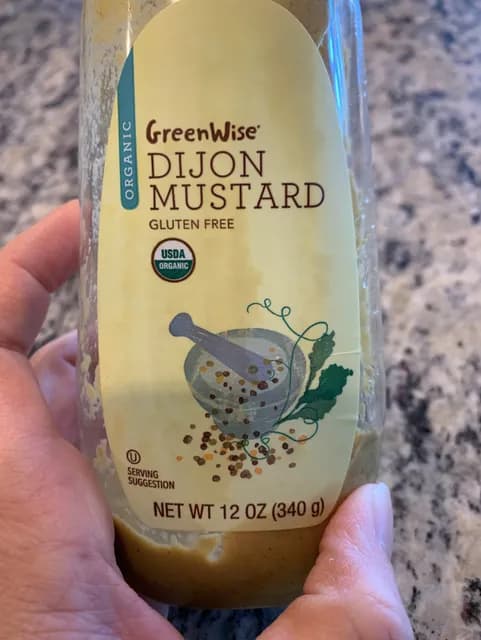 ORGANIC
GreenWise
DIJON
MUSTARD
GLUTEN FREE
USDA
ORGANIC
U
SERVING
SUGGESTION
NET WT 12 OZ (340 g)